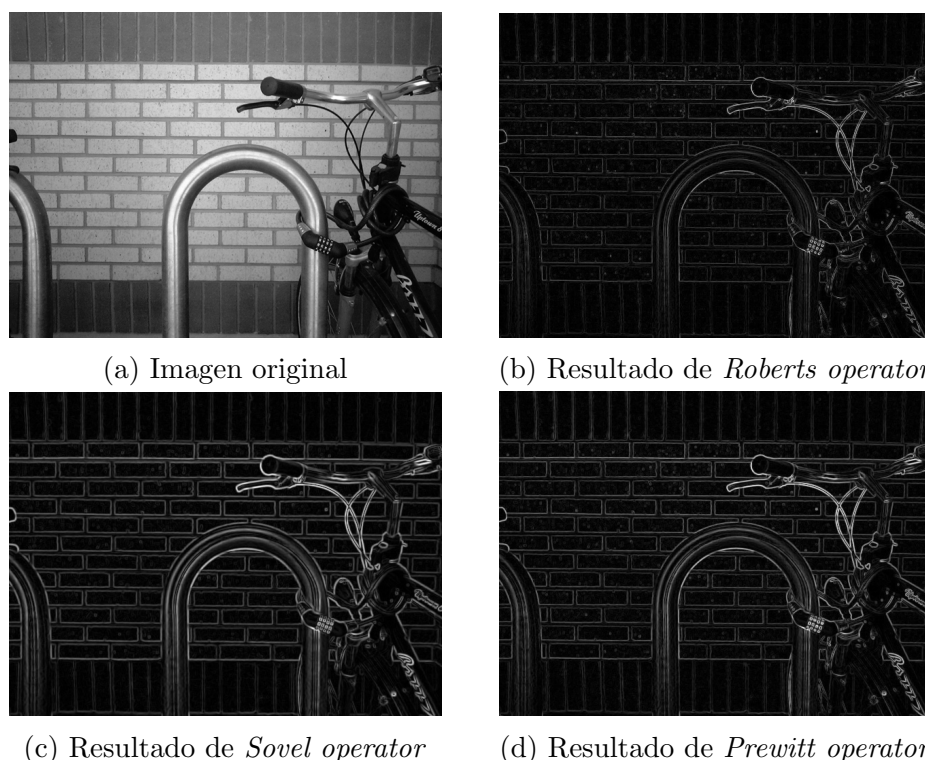 (a) Imagen original
(b) Resultado de Roberts operator
(c) Resultado de Sovel operator
(d) Resultado de Prewitt operator